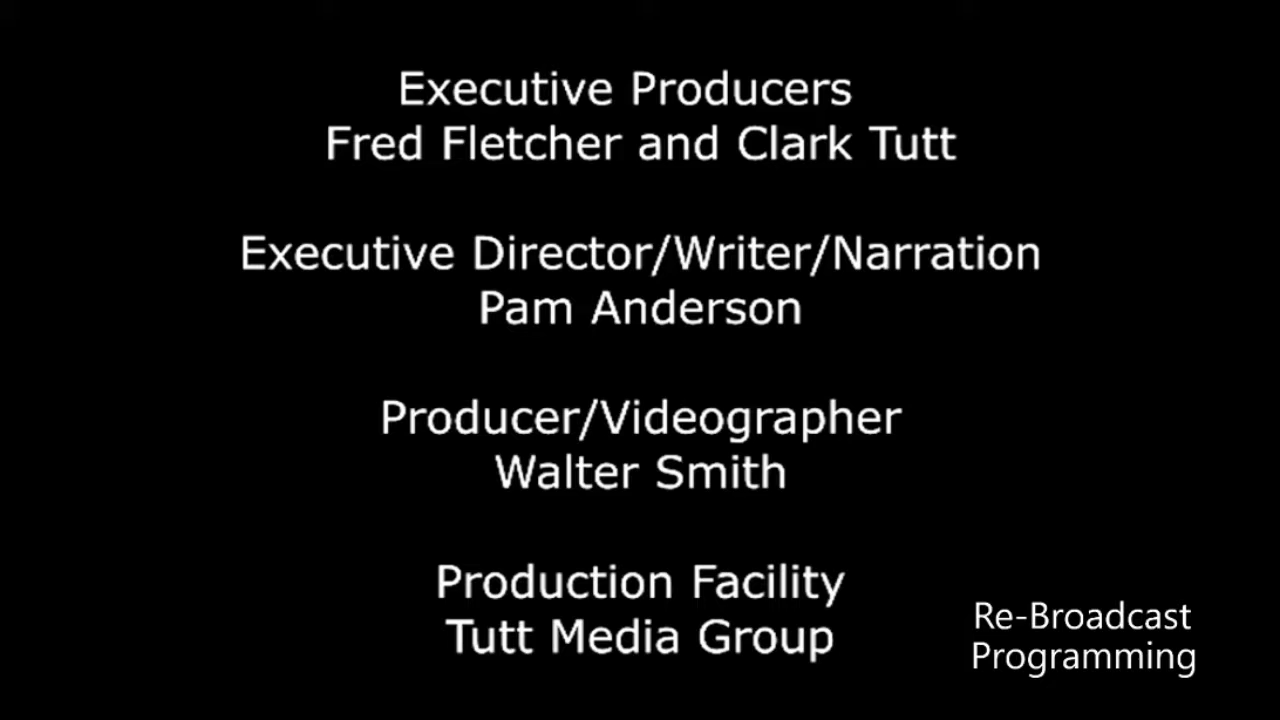 Executive Producers
Fred Fletcher and Clark Tutt
Executive Director/Writer/Narration
Pam Anderson
Producer/Videographer
Walter Smith
Production Facility
Tutt Media Group
Re-Broadcast
Programming